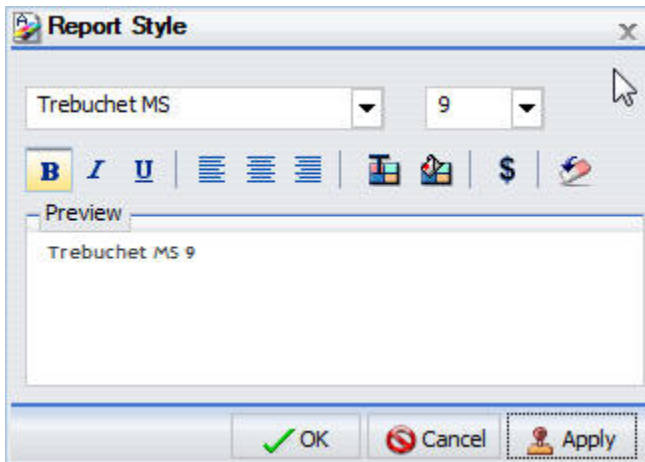 Report Style
x
Trebuchet MS 9
B I U $
Preview
Trebuchet MS 9
OK Cancel Apply